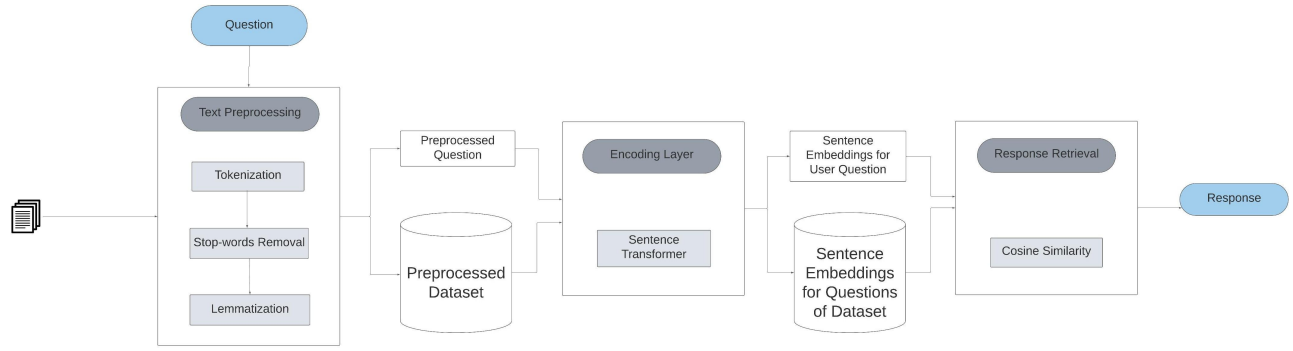 Question
Text Preprocessing
Tokenization
Stop-words Removal
Lemmatization
Preprocessed
Question
Preprocessed
Dataset
Encoding Layer
Sentence
Transformer
Sentence
Embeddings for
User Question
Sentence
Embeddings
for Questions
of Dataset
Response Retrieval
Cosine Similarity
Response